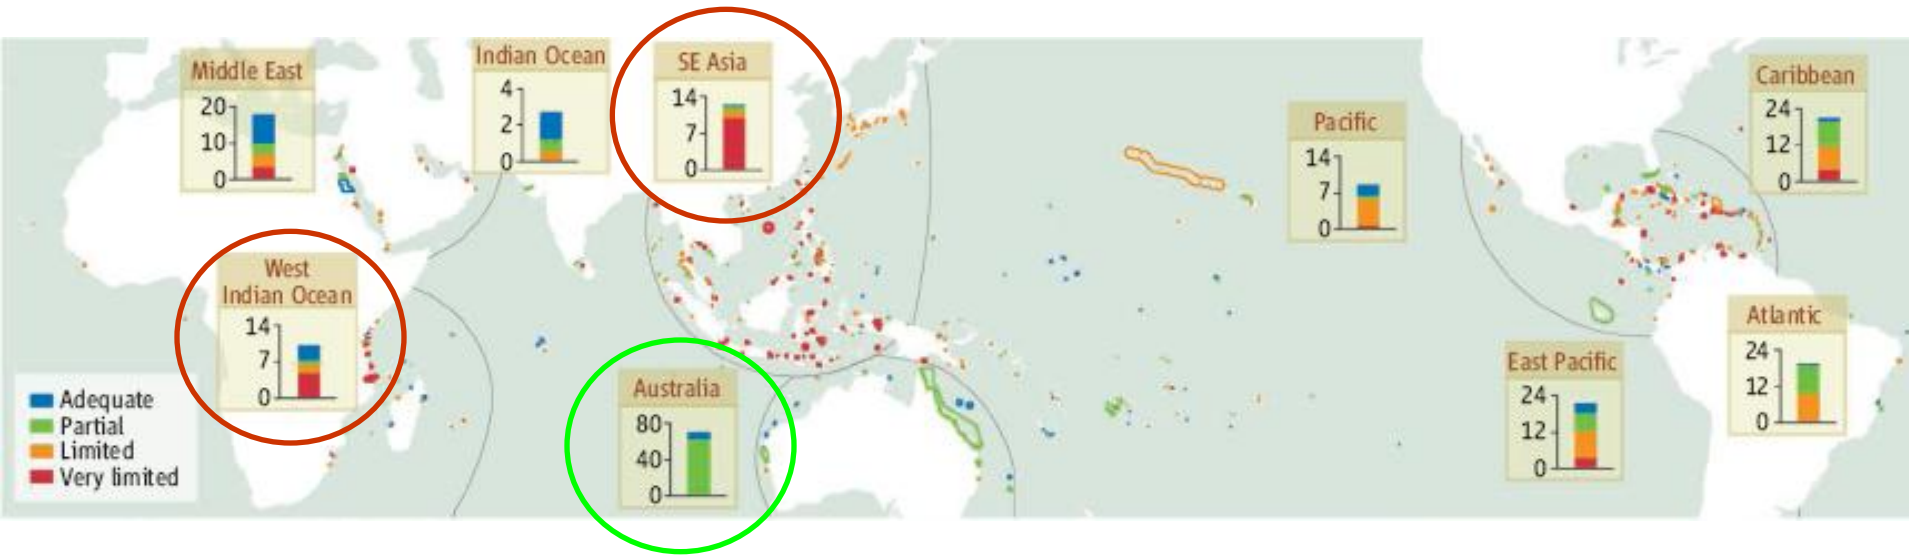 Middle East
20
10
0
Indian Ocean
4
2
0
SE Asia
14
7
0
Pacific
14
7
0
Caribbean
24
12
0
West
Indian Ocean
14
7
0
Australia
80
40
0
East Pacific
24
12
0
Atlantic
24
12
0
Adequate
Partial
Limited
Very limited